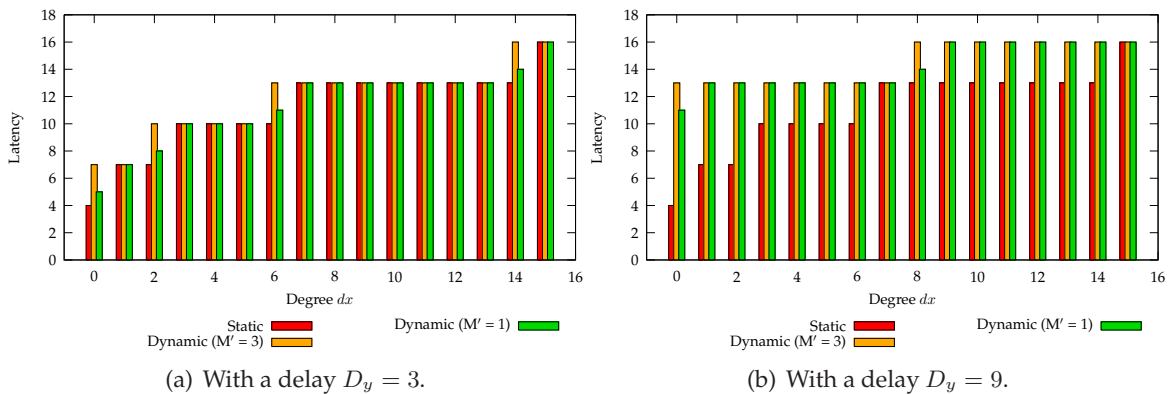 18
16
14
12
10
8
6
4
2
0
Latency
0 2 4 6 8 10 12 14 16
Degree dx
Static
Dynamic (M′ = 3)
Dynamic (M′ = 1)
(a) With a delay D_y = 3.
18
16
14
12
10
8
6
4
2
0
Latency
0 2 4 6 8 10 12 14 16
Degree dx
Static
Dynamic (M′ = 3)
Dynamic (M′ = 1)
(b) With a delay D_y = 9.